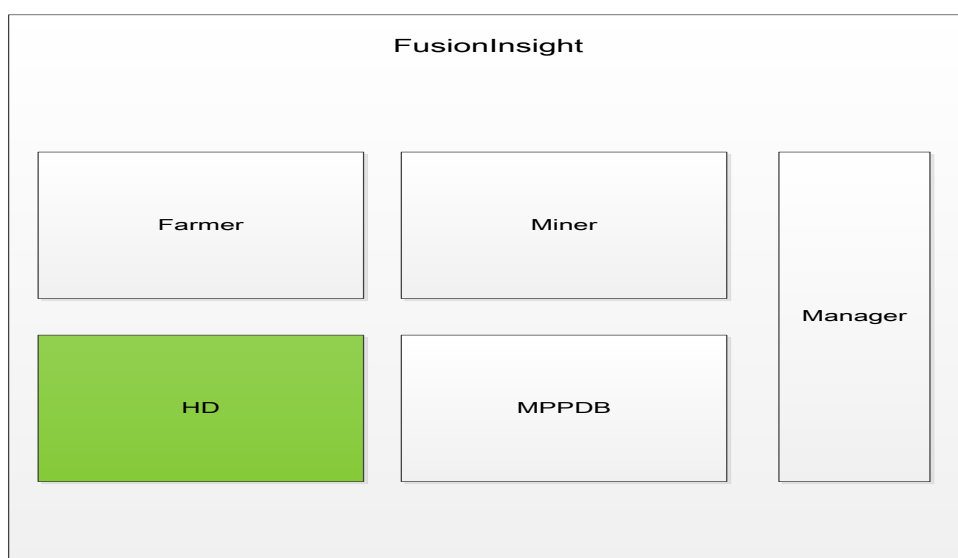 FusionInsight
Farmer
Miner
Manager
HD
MPPDB